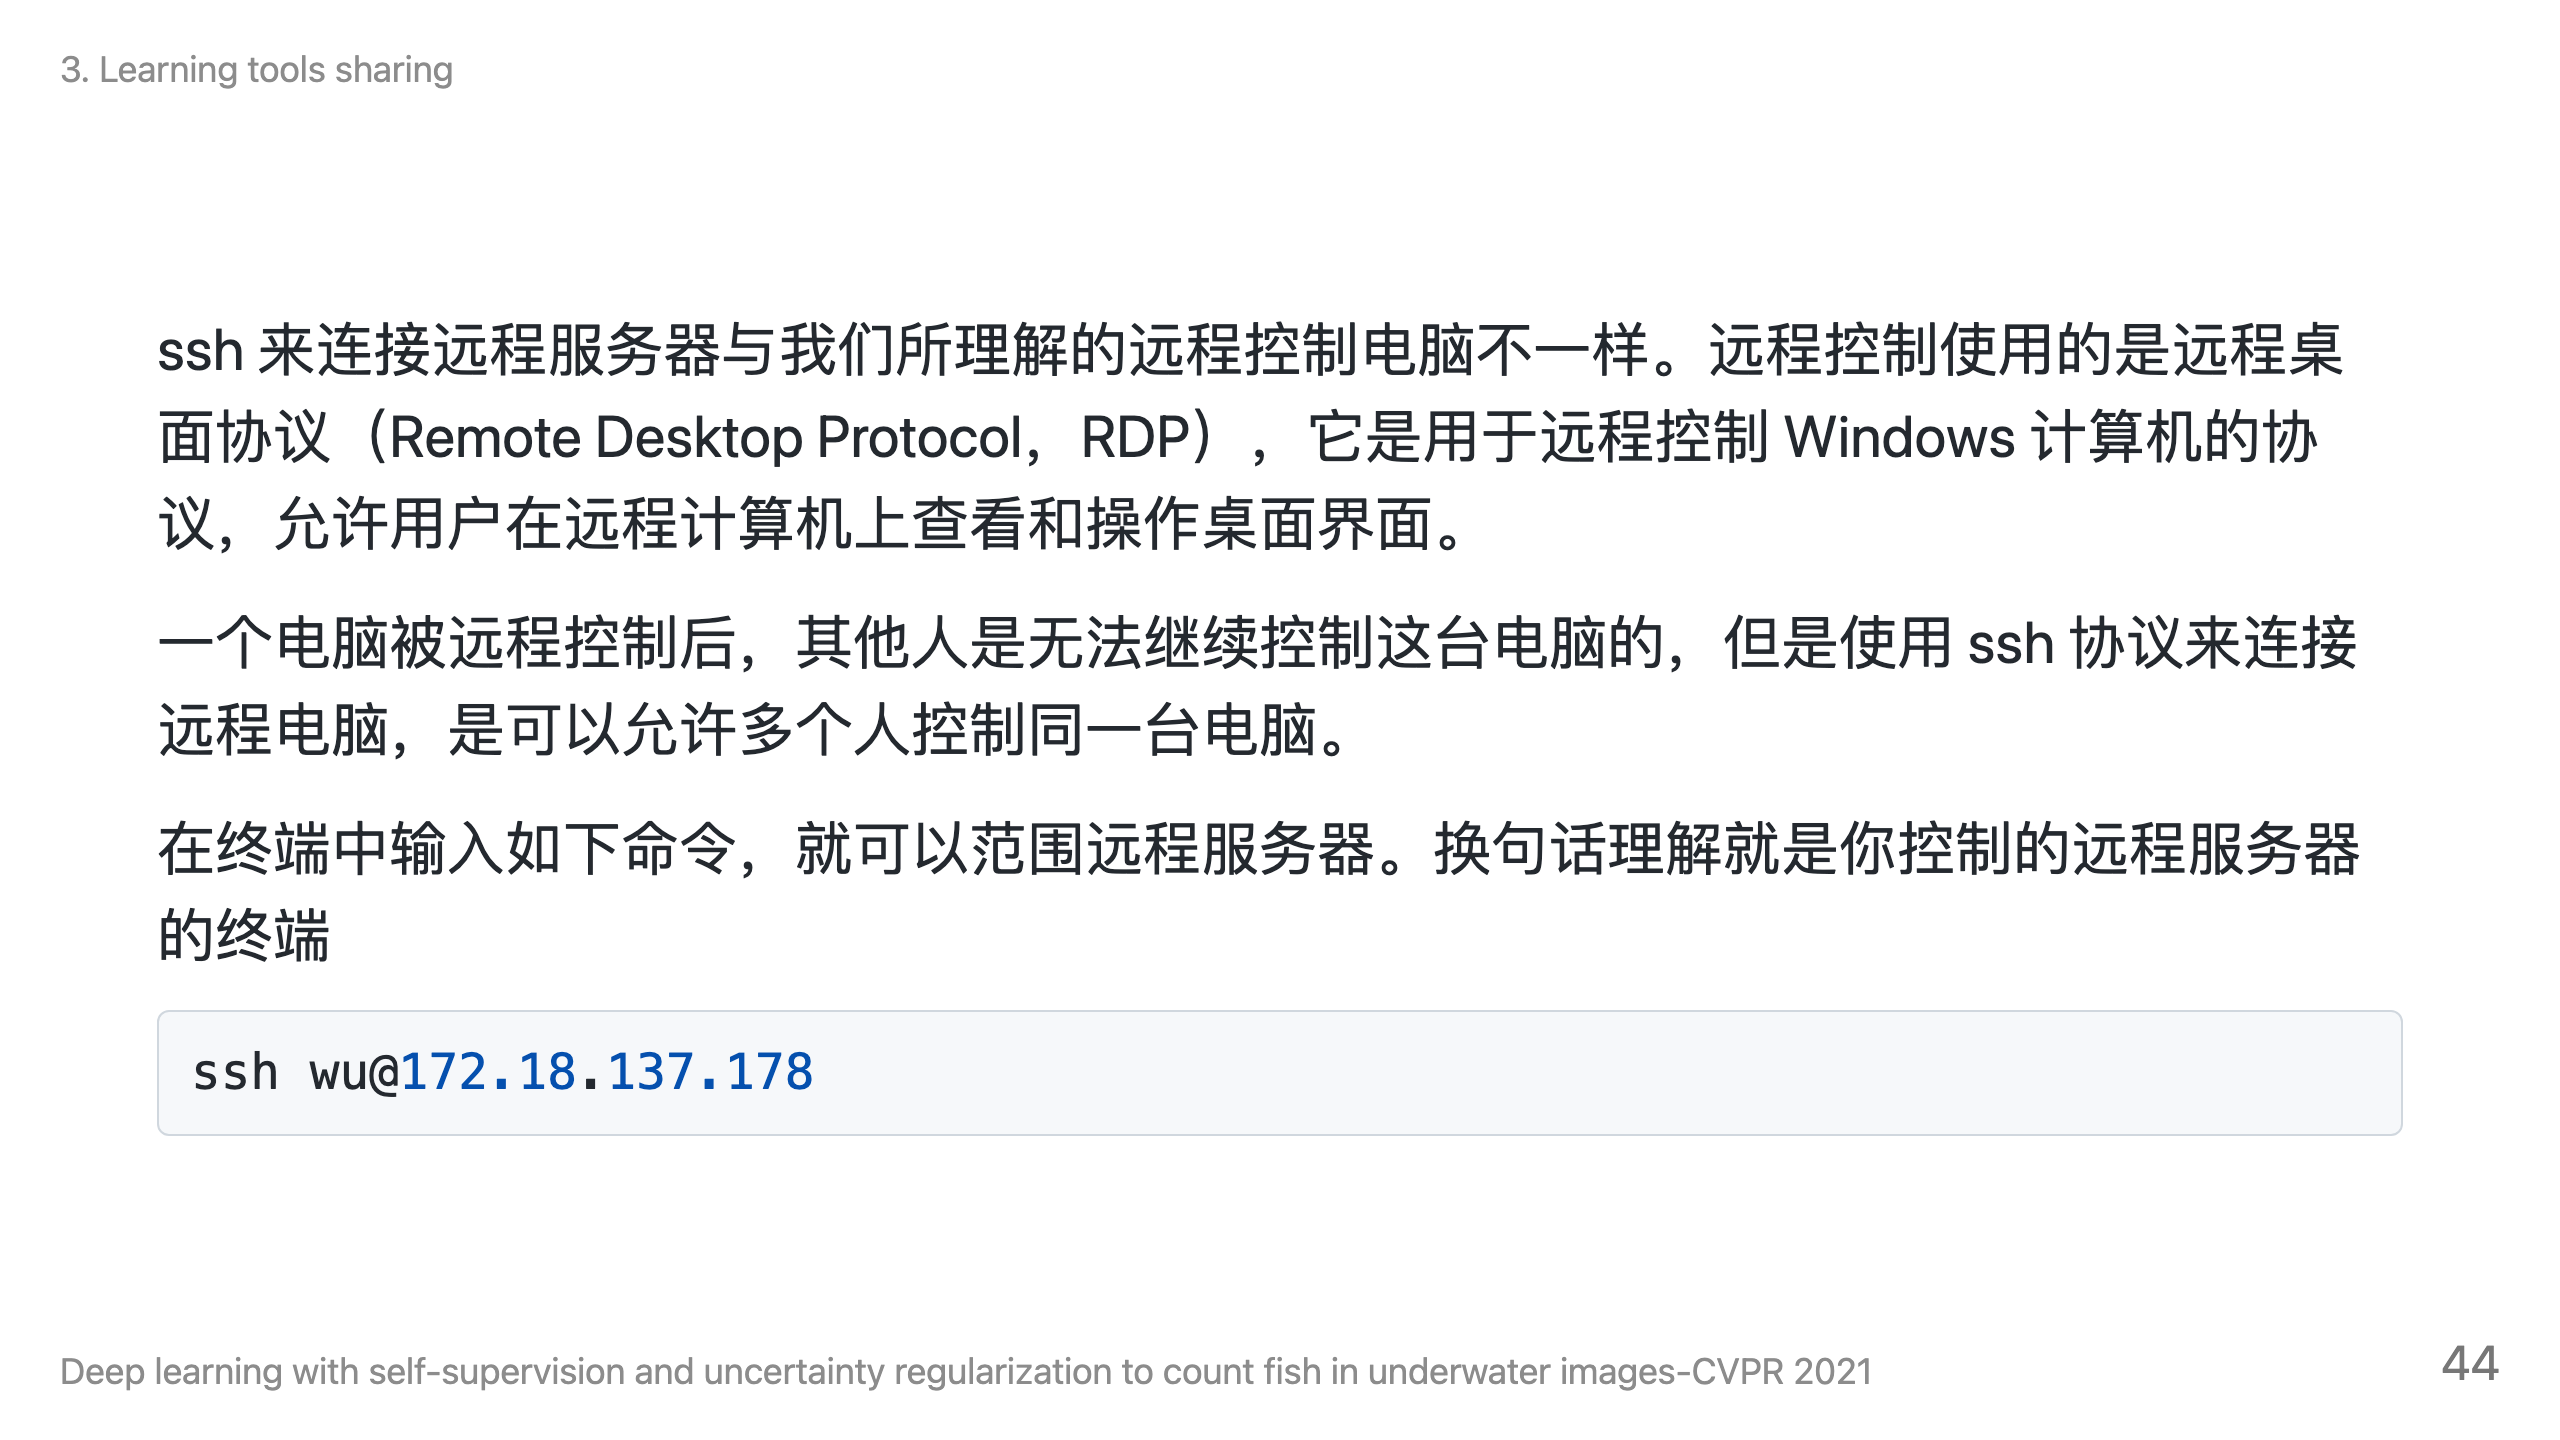 3. Learning tools sharing
ssh 来连接远程服务器与我们所理解的远程控制电脑不一样。远程控制使用的是远程桌
面协议（Remote Desktop Protocol，RDP），它是用于远程控制 Windows 计算机的协
议，允许用户在远程计算机上查看和操作桌面界面。
一个电脑被远程控制后，其他人是无法继续控制这台电脑的，但是使用 ssh 协议来连接
远程电脑，是可以允许多个人控制同一台电脑。
在终端中输入如下命令，就可以范围远程服务器。换句话理解就是你控制的远程服务器
的终端
ssh wu@172.18.137.178
Deep learning with self-supervision and uncertainty regularization to count fish in underwater images-CVPR 2021
44